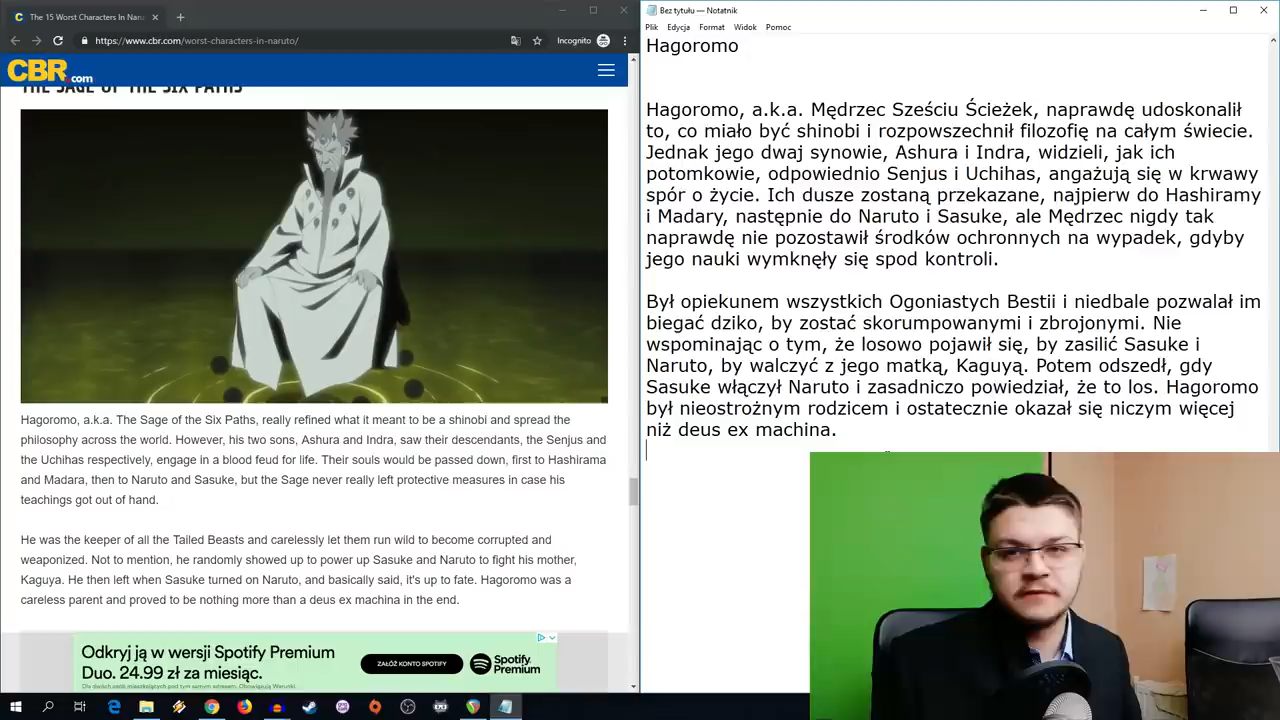 The 15 Worst Characters In Naru
https://www.cbr.com/worst-characters-in-naruto/
Incognito
CBR.com
THE SAGE OF THE SIX PATHS
Hagoromo, a.k.a. The Sage of the Six Paths, really refined what it meant to be a shinobi and spread the
philosophy across the world. However, his two sons, Ashura and Indra, saw their descendants, the Senjus and
the Uchihas respectively, engage in a blood feud for life. Their souls would be passed down, first to Hashirama
and Madara, then to Naruto and Sasuke, but the Sage never really left protective measures in case his
teachings got out of hand.
He was the keeper of all the Tailed Beasts and carelessly let them run wild to become corrupted and
weaponized. Not to mention, he randomly showed up to power up Sasuke and Naruto to fight his mother,
Kaguya. He then left when Sasuke turned on Naruto, and basically said, it's up to fate. Hagoromo was a
careless parent and proved to be nothing more than a deus ex machina in the end.
Odkryj ją w wersji Spotify Premium
Duo. 24.99 zł za miesiąc.
Dla dwóch osób mieszkających pod tym samym adresem. Obowiązują Warunki.
ZAŁÓŻ KONTO SPOTIFY
Spotify
Premium
Bez tytułu — Notatnik
Plik Edycja Format Widok Pomoc
Hagoromo
Hagoromo, a.k.a. Mędrzec Sześciu Ścieżek, naprawdę udoskonalił
to, co miało być shinobi i rozpowszechnił filozofię na całym świecie.
Jednak jego dwaj synowie, Ashura i Indra, widzieli, jak ich
potomkowie, odpowiednio Senjus i Uchihas, angażują się w krwawy
spór o życie. Ich dusze zostaną przekazane, najpierw do Hashiramy
i Madary, następnie do Naruto i Sasuke, ale Mędrzec nigdy tak
naprawdę nie pozostawił środków ochronnych na wypadek, gdyby
jego nauki wymknęły się spod kontroli.
Był opiekunem wszystkich Ogoniastych Bestii i niedbale pozwalał im
biegać dziko, by zostać skorumpowanymi i zbrojonymi. Nie
wspominając o tym, że losowo pojawił się, by zasilić Sasuke i
Naruto, by walczyć z jego matką, Kaguyą. Potem odszedł, gdy
Sasuke włączył Naruto i zasadniczo powiedział, że to los. Hagoromo
był nieostrożnym rodzicem i ostatecznie okazał się niczym więcej
niż deus ex machina.